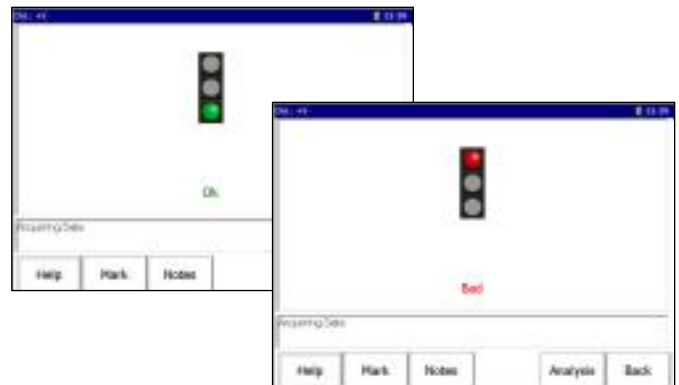 Ok
Acquiring Data
Help Mark Notes
Bad
Acquiring Data
Help Mark Notes Analysis Back